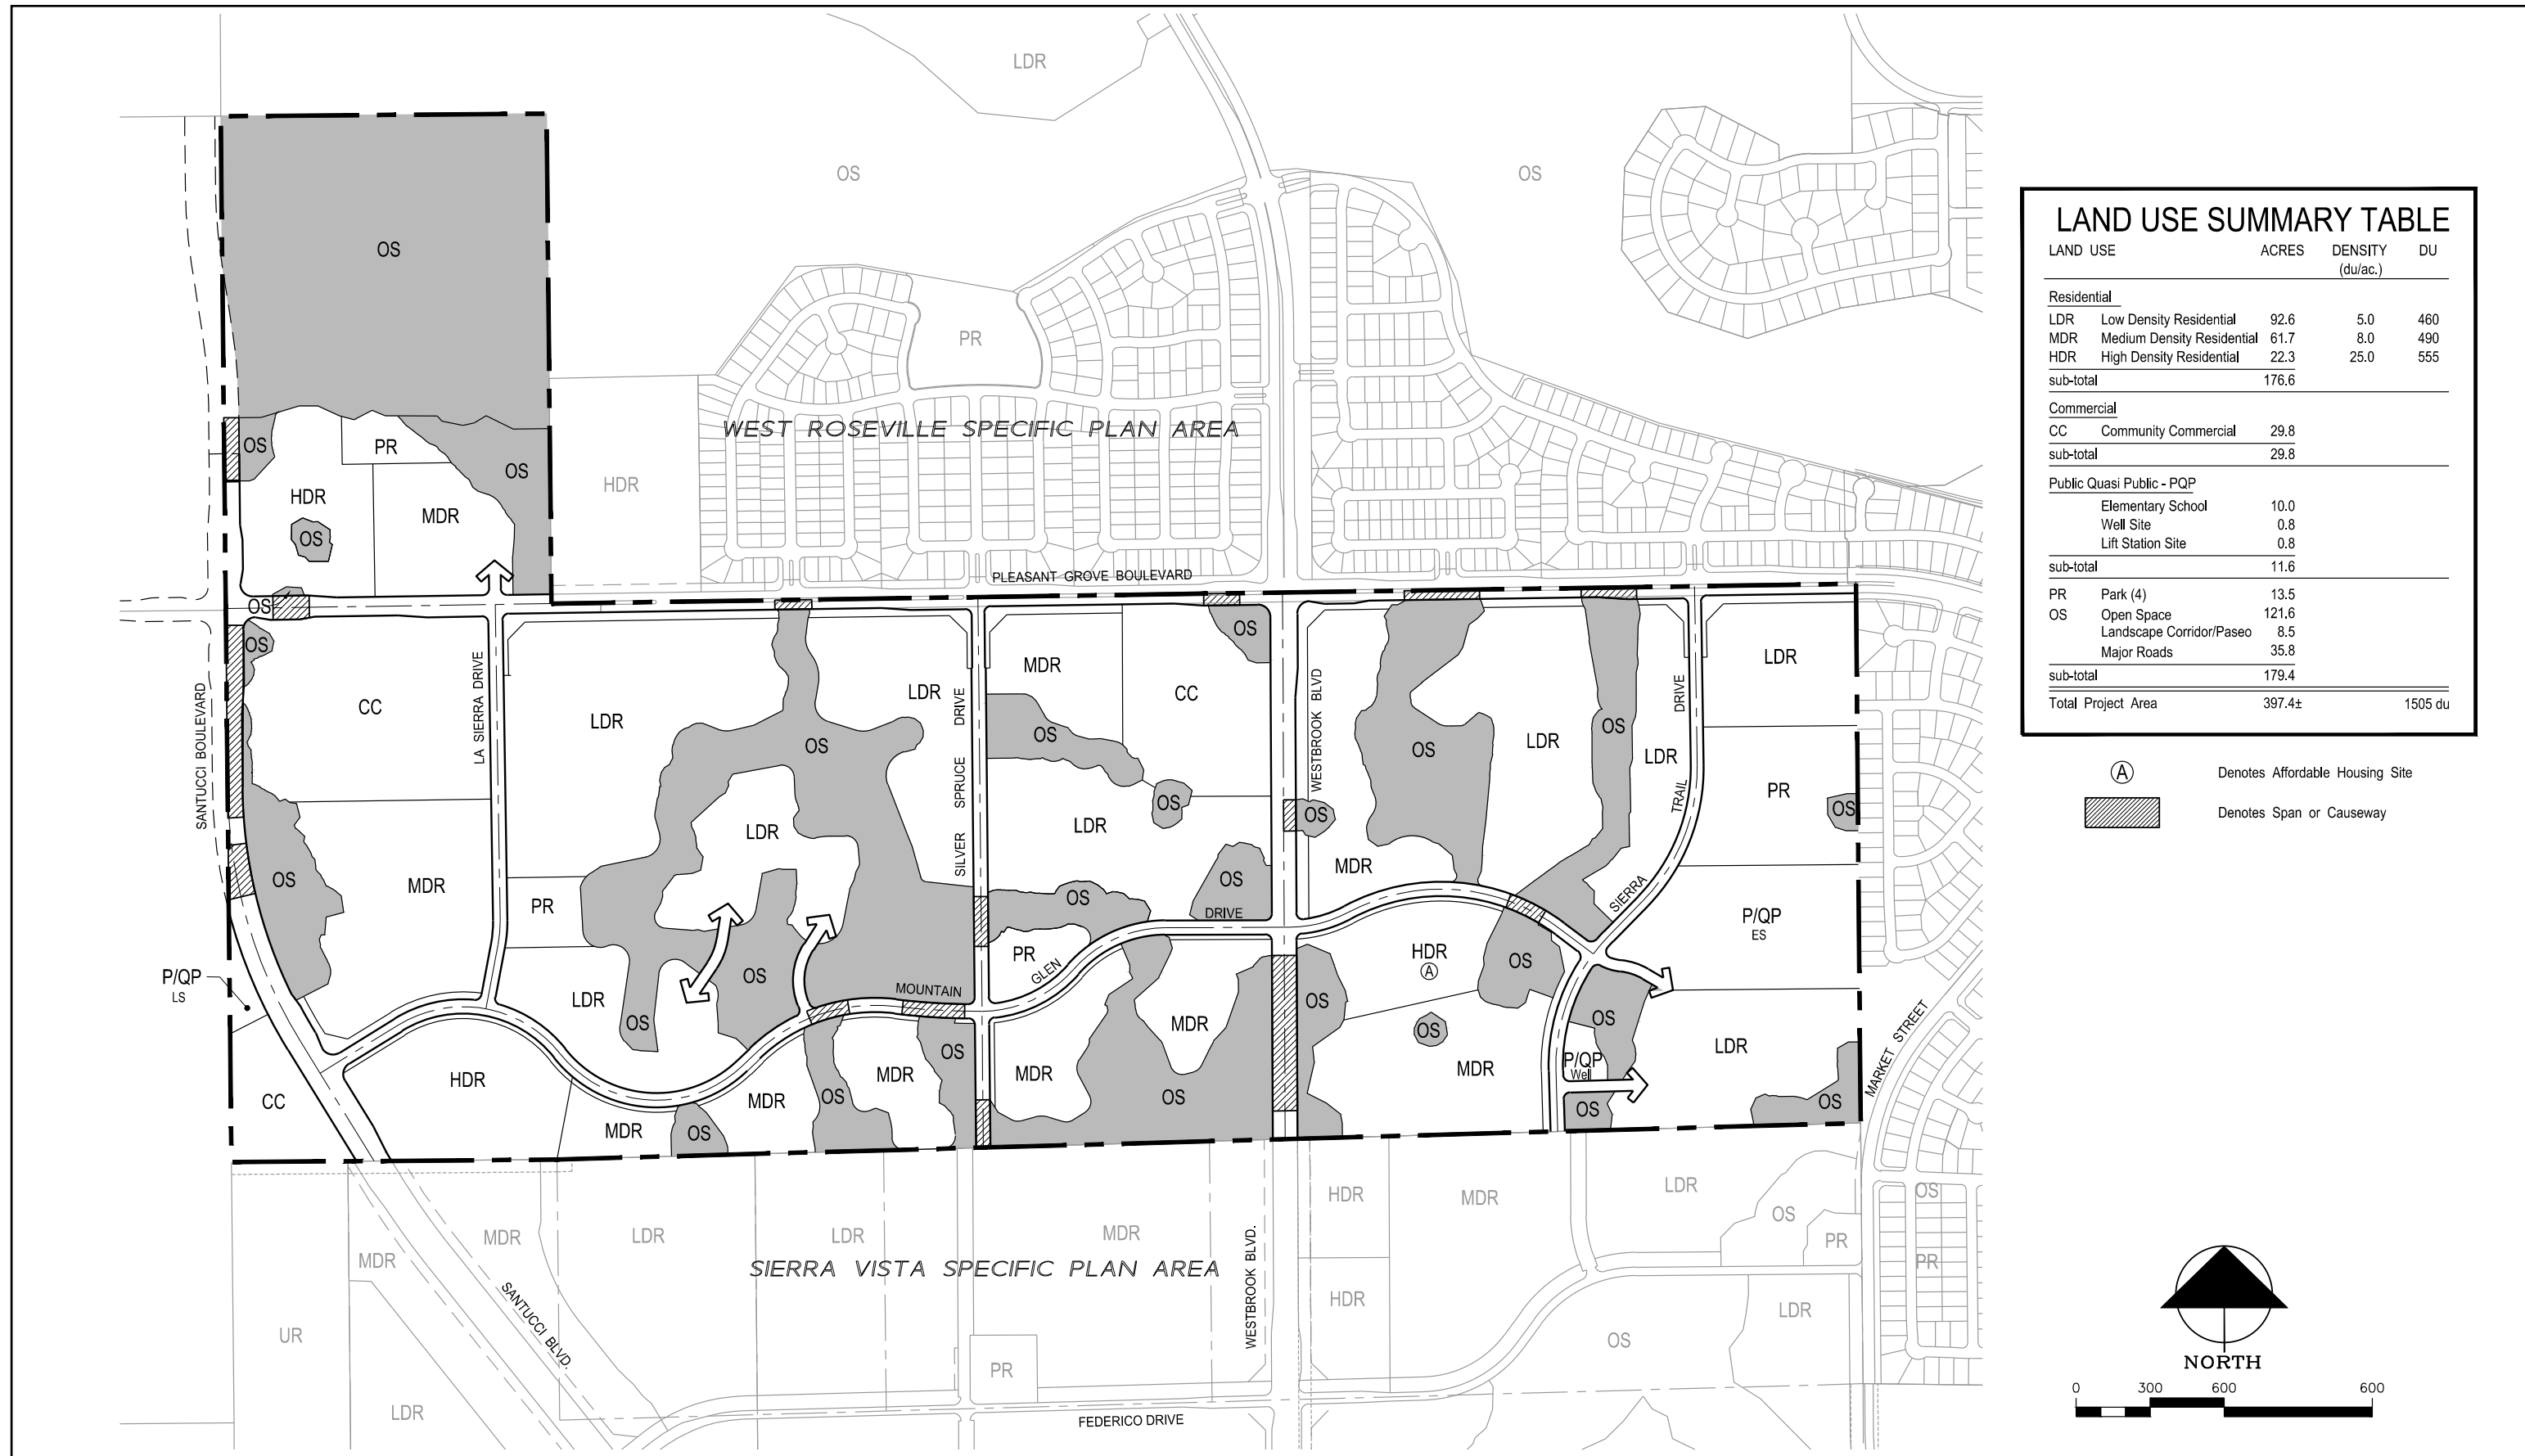 LDR
OS
OS
OS
PR
WEST ROSEVILLE SPECIFIC PLAN AREA
OS
PR
OS
HDR
HDR
MDR
OS
PLEASANT GROVE BOULEVARD
OS
OS
OS
MDR
LDR
LDR
CC
LA SIERRA DRIVE
LDR
LDR
SILVER SPRUCE DRIVE
CC
WESTBROOK BLVD
DRIVE
SANTUCCI BOULEVARD
OS
OS
OS
LDR
OS
LDR
PR
LDR
LDR
OS
OS
OS
TRAIL
OS
MDR
OS
MDR
OS
SIERRA
PR
OS
DRIVE
P/QP
ES
HDR
A
PR
GLEN
OS
OS
P/QP
LS
MOUNTAIN
LDR
OS
OS
OS
MDR
OS
OS
LDR
MARKET STREET
HDR
MDR
OS
MDR
MDR
P/QP
Well
CC
MDR
OS
OS
OS
OS
MDR
OS
HDR
MDR
LDR
OS
OS
MDR
LDR
LDR
MDR
PR
MDR
SIERRA VISTA SPECIFIC PLAN AREA
PR
SANTUCCI BLVD.
WESTBROOK BLVD.
HDR
LDR
UR
OS
PR
LDR
FEDERICO DRIVE
LAND USE SUMMARY TABLE
LAND USE ACRES DENSITY (du/ac.) DU
Residential
LDR Low Density Residential 92.6 5.0 460
MDR Medium Density Residential 61.7 8.0 490
HDR High Density Residential 22.3 25.0 555
sub-total 176.6
Commercial
CC Community Commercial 29.8
sub-total 29.8
Public Quasi Public - PQP
Elementary School 10.0
Well Site 0.8
Lift Station Site 0.8
sub-total 11.6
PR Park (4) 13.5
OS Open Space 121.6
Landscape Corridor/Paseo 8.5
Major Roads 35.8
sub-total 179.4
Total Project Area 397.4± 1505 du
A Denotes Affordable Housing Site
Denotes Span or Causeway
NORTH
0 300 600 600